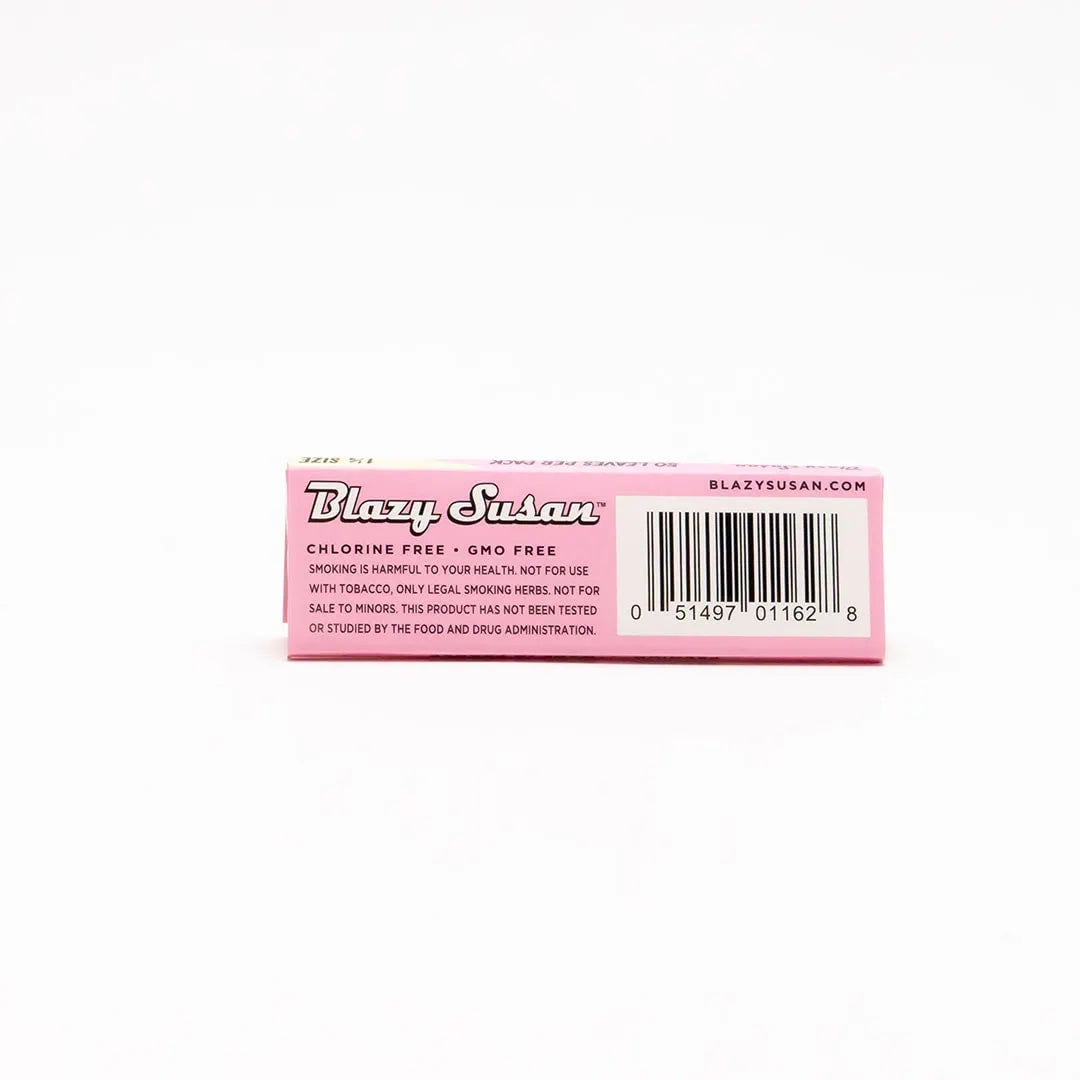 1¼ SIZE
50 LEAVES PER PACK
Blazy Susan
Blazy Susan™
BLAZYSUSAN.COM
CHLORINE FREE • GMO FREE
SMOKING IS HARMFUL TO YOUR HEALTH. NOT FOR USE
WITH TOBACCO, ONLY LEGAL SMOKING HERBS. NOT FOR
SALE TO MINORS. THIS PRODUCT HAS NOT BEEN TESTED
OR STUDIED BY THE FOOD AND DRUG ADMINISTRATION.
0 51497 01162 8